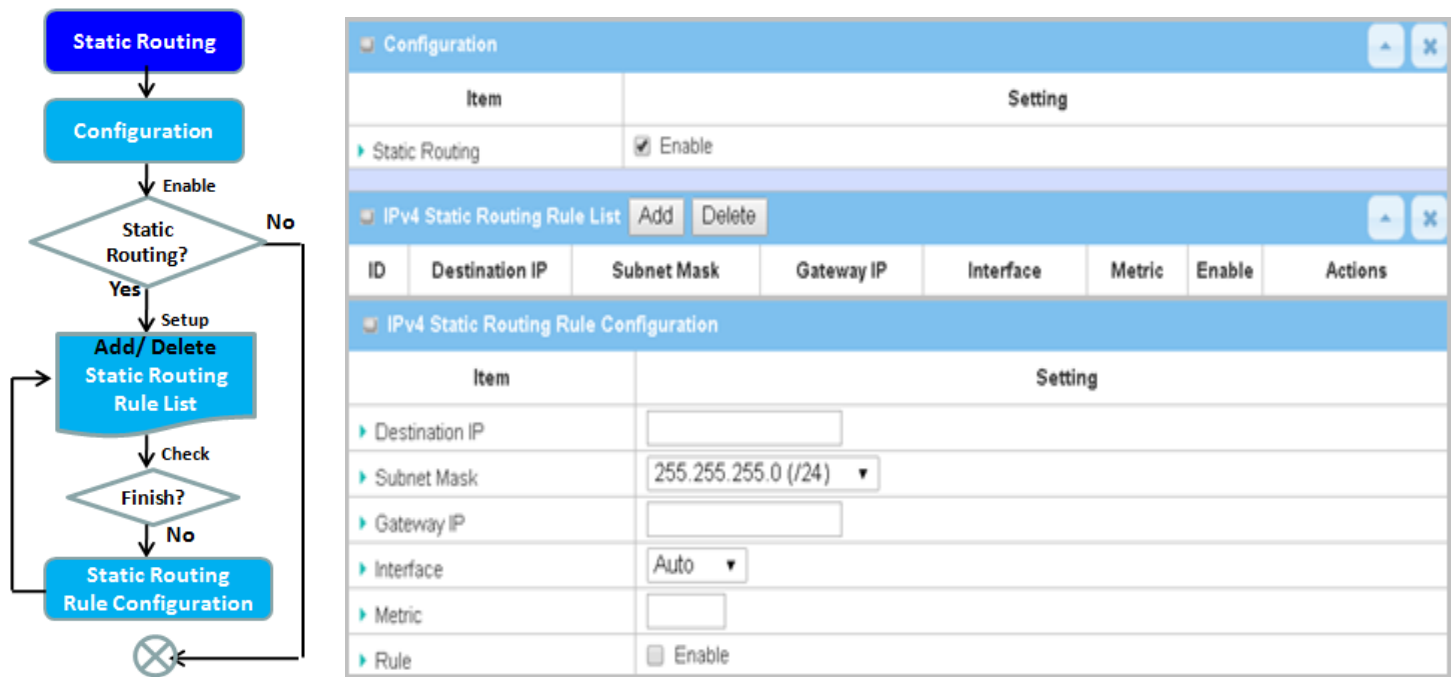 Static Routing
Configuration
Enable
Static
Routing?
No
Yes
Setup
Add/ Delete
Static Routing
Rule List
Check
Finish?
No
Static Routing
Rule Configuration
Configuration
Item Setting
Static Routing Enable
IPv4 Static Routing Rule List Add Delete
ID Destination IP Subnet Mask Gateway IP Interface Metric Enable Actions
IPv4 Static Routing Rule Configuration
Item Setting
Destination IP
Subnet Mask 255.255.255.0 (/24)
Gateway IP
Interface Auto
Metric
Rule Enable